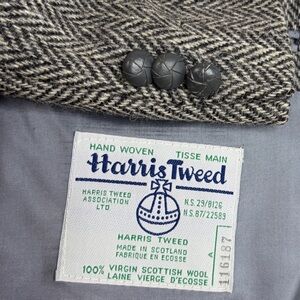 HAND WOVEN TISSE MAIN
Harris Tweed
HARRIS TWEED
ASSOCIATION
LTD
N.S. 29/8126
N.S. 87/22589
HARRIS TWEED
MADE IN SCOTLAND
FABRIQUE EN ECOSSE
100% VIRGIN SCOTTISH WOOL
LAINE VIERGE D'ECOSSE
A
116187